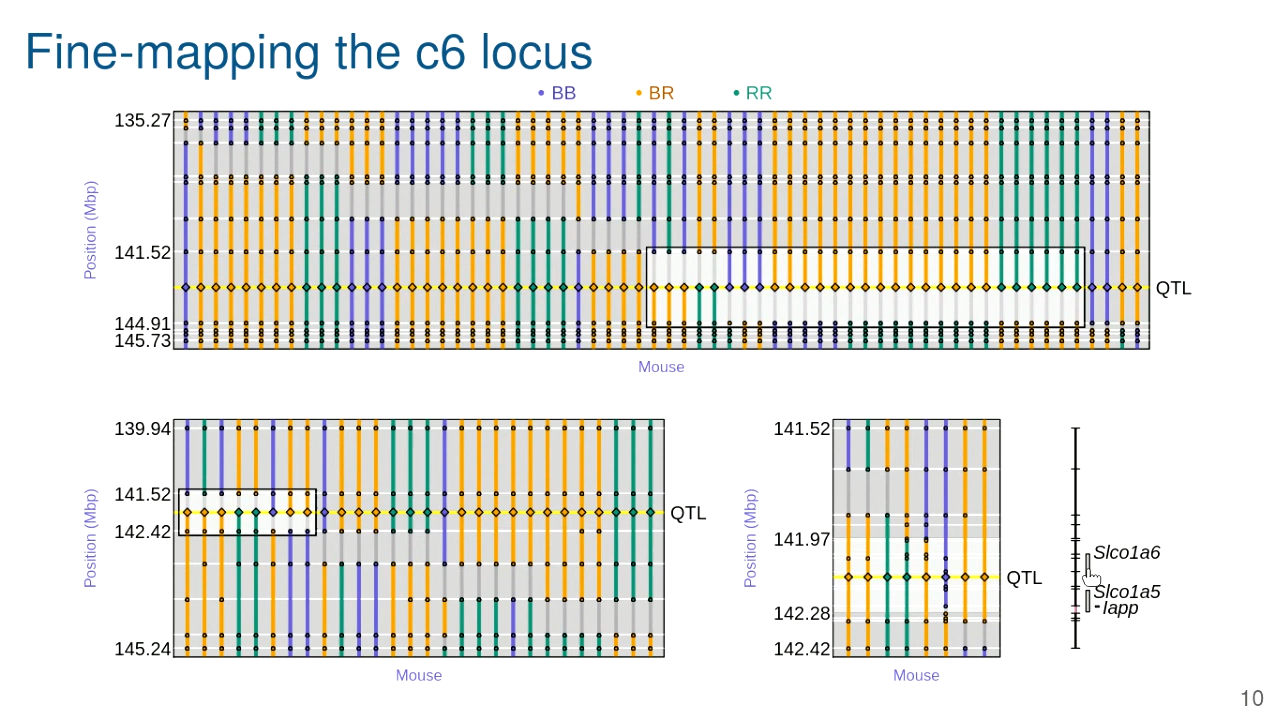 Fine-mapping the c6 locus
BB BR RR
135.27
141.52
144.91
145.73
Position (Mbp)
QTL
Mouse
139.94
141.52
142.42
145.24
Position (Mbp)
QTL
Mouse
141.52
141.97
142.28
142.42
Position (Mbp)
QTL
Mouse
Slco1a6
Slco1a5
Iapp
10